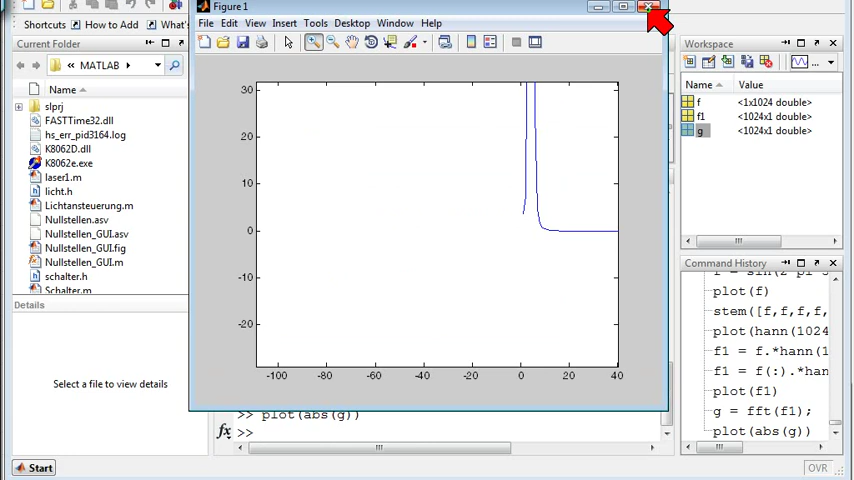 Shortcuts How to Add What's
Current Folder
« MATLAB
Name
slprj
FASTTime32.dll
hs_err_pid3164.log
K8062D.dll
K8062e.exe
laser1.m
licht.h
Lichtansteuerung.m
Nullstellen.asv
Nullstellen_GUI.asv
Nullstellen_GUI.fig
Nullstellen_GUI.m
schalter.h
Schalter.m
Details
Select a file to view details
Start
Figure 1
File Edit View Insert Tools Desktop Window Help
30
20
10
0
-10
-20
-100 -80 -60 -40 -20 0 20 40
>> plot(abs(g))
fx >>
Workspace
Name Value
f <1x1024 double>
f1 <1024x1 double>
g <1024x1 double>
Command History
plot(f)
stem([f,f,f,f,
plot(hann(1024
f1 = f.*hann(1
f1 = f(:).*han
plot(f1)
g = fft(f1);
plot(abs(g))
OVR